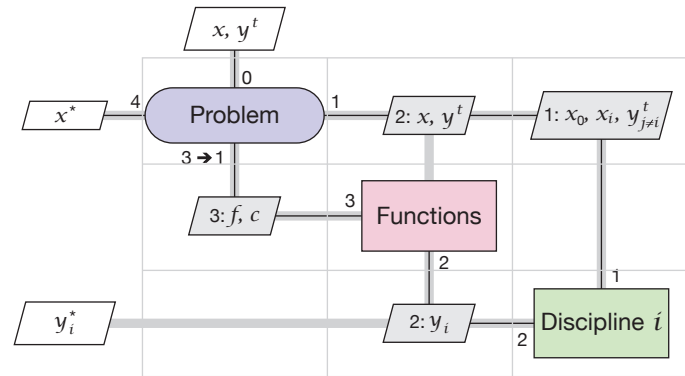 x, y^t
0
x^*
4
Problem
1
2: x, y^t
1: x_0, x_i, y^t_{j≠i}
3 ➔ 1
3: f, c
3
Functions
2
1
y_i^*
2: y_i
2
Discipline i